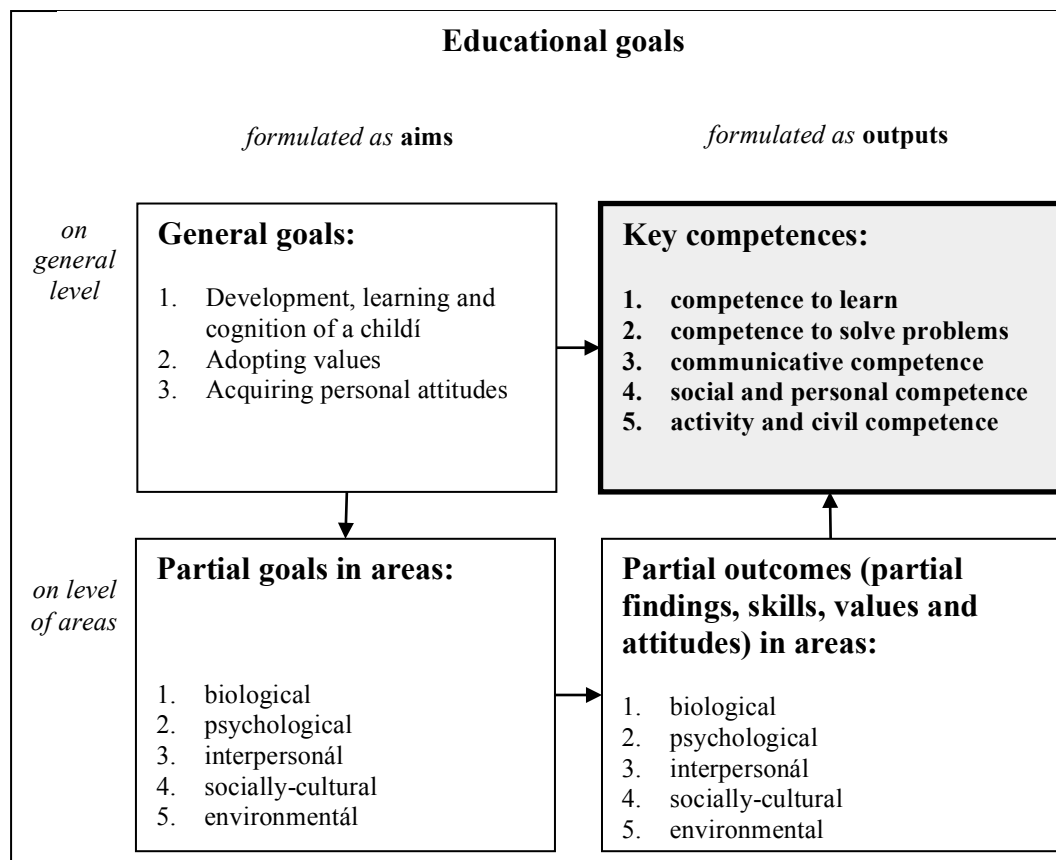 Educational goals
formulated as aims
formulated as outputs
on
general
level
General goals:
1. Development, learning and
cognition of a childí
2. Adopting values
3. Acquiring personal attitudes
Key competences:
1. competence to learn
2. competence to solve problems
3. communicative competence
4. social and personal competence
5. activity and civil competence
on level
of areas
Partial goals in areas:
1. biological
2. psychological
3. interpersonál
4. socially-cultural
5. environmentál
Partial outcomes (partial
findings, skills, values and
attitudes) in areas:
1. biological
2. psychological
3. interpersonál
4. socially-cultural
5. environmental